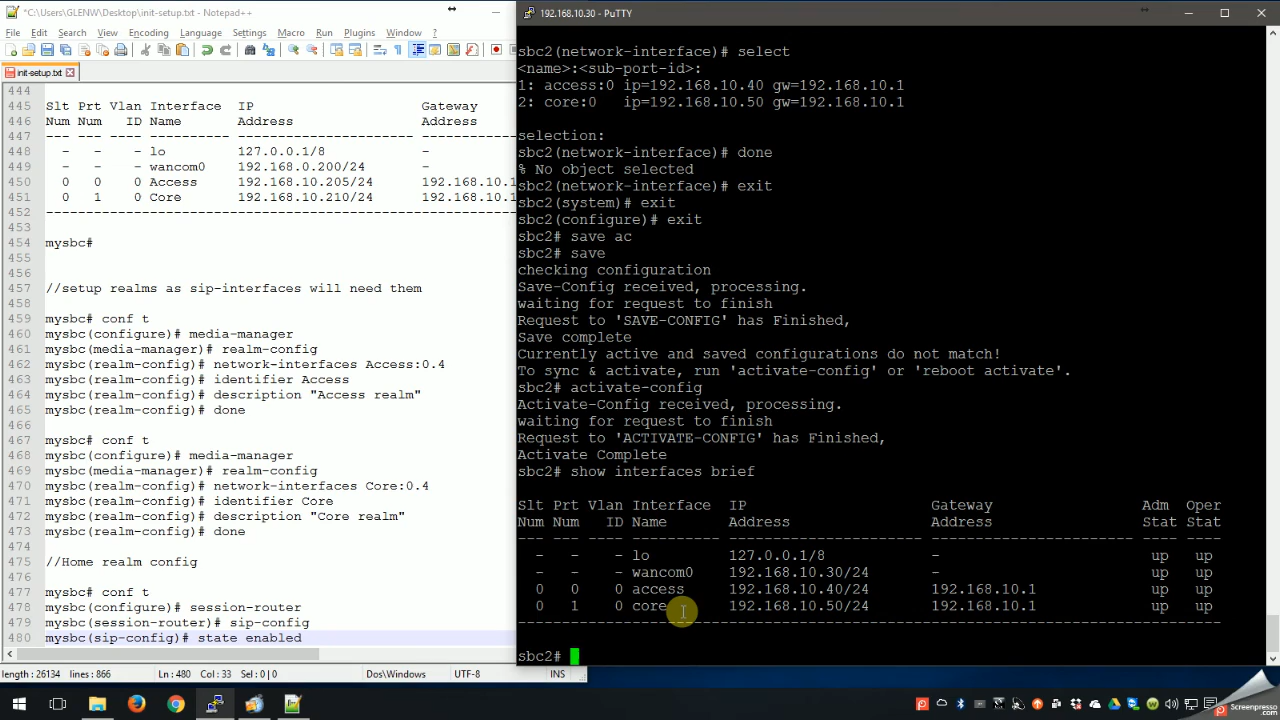 *C:\Users\GLENW\Desktop\init-setup.txt - Notepad++
File Edit Search View Encoding Language Settings Macro Run Plugins Window ?
init-setup.txt
444
445 Slt Prt Vlan Interface IP Gateway
446 Num Num ID Name Address Address
447 --- --- ---- ---------- ----------------------- -----------
448 - - - lo 127.0.0.1/8 -
449 - - - wancom0 192.168.0.200/24 -
450 0 0 0 Access 192.168.10.205/24 192.168.10.1
451 0 1 0 Core 192.168.10.210/24 192.168.10.1
452 --------------------------------------------------------------
453
454 mysbc#
455
456
457 //setup realms as sip-interfaces will need them
458
459 mysbc# conf t
460 mysbc(configure)# media-manager
461 mysbc(media-manager)# realm-config
462 mysbc(realm-config)# network-interfaces Access:0.4
463 mysbc(realm-config)# identifier Access
464 mysbc(realm-config)# description "Access realm"
465 mysbc(realm-config)# done
466
467 mysbc# conf t
468 mysbc(configure)# media-manager
469 mysbc(media-manager)# realm-config
470 mysbc(realm-config)# network-interfaces Core:0.4
471 mysbc(realm-config)# identifier Core
472 mysbc(realm-config)# description "Core realm"
473 mysbc(realm-config)# done
474
475 //Home realm config
476
477 mysbc# conf t
478 mysbc(configure)# session-router
479 mysbc(session-router)# sip-config
480 mysbc(sip-config)# state enabled
length : 26134 lines : 866 Ln : 480 Col : 33 Sel : 0 | 0 Dos\Windows UTF-8 INS
192.168.10.30 - PuTTY
sbc2(network-interface)# select
<name>:<sub-port-id>:
1: access:0 ip=192.168.10.40 gw=192.168.10.1
2: core:0 ip=192.168.10.50 gw=192.168.10.1
selection:
sbc2(network-interface)# done
% No object selected
sbc2(network-interface)# exit
sbc2(system)# exit
sbc2(configure)# exit
sbc2# save ac
sbc2# save
checking configuration
Save-Config received, processing.
waiting for request to finish
Request to 'SAVE-CONFIG' has Finished,
Save complete
Currently active and saved configurations do not match!
To sync & activate, run 'activate-config' or 'reboot activate'.
sbc2# activate-config
Activate-Config received, processing.
waiting for request to finish
Request to 'ACTIVATE-CONFIG' has Finished,
Activate Complete
sbc2# show interfaces brief
Slt Prt Vlan Interface IP Gateway Adm Oper
Num Num ID Name Address Address Stat Stat
--- --- ---- ---------- ---------------------- ----------------------- ---- ----
- - - lo 127.0.0.1/8 - up up
- - - wancom0 192.168.10.30/24 - up up
0 0 0 access 192.168.10.40/24 192.168.10.1 up up
0 1 0 core 192.168.10.50/24 192.168.10.1 up up
--------------------------------------------------------------------------------
sbc2#
Screenpresso
.com